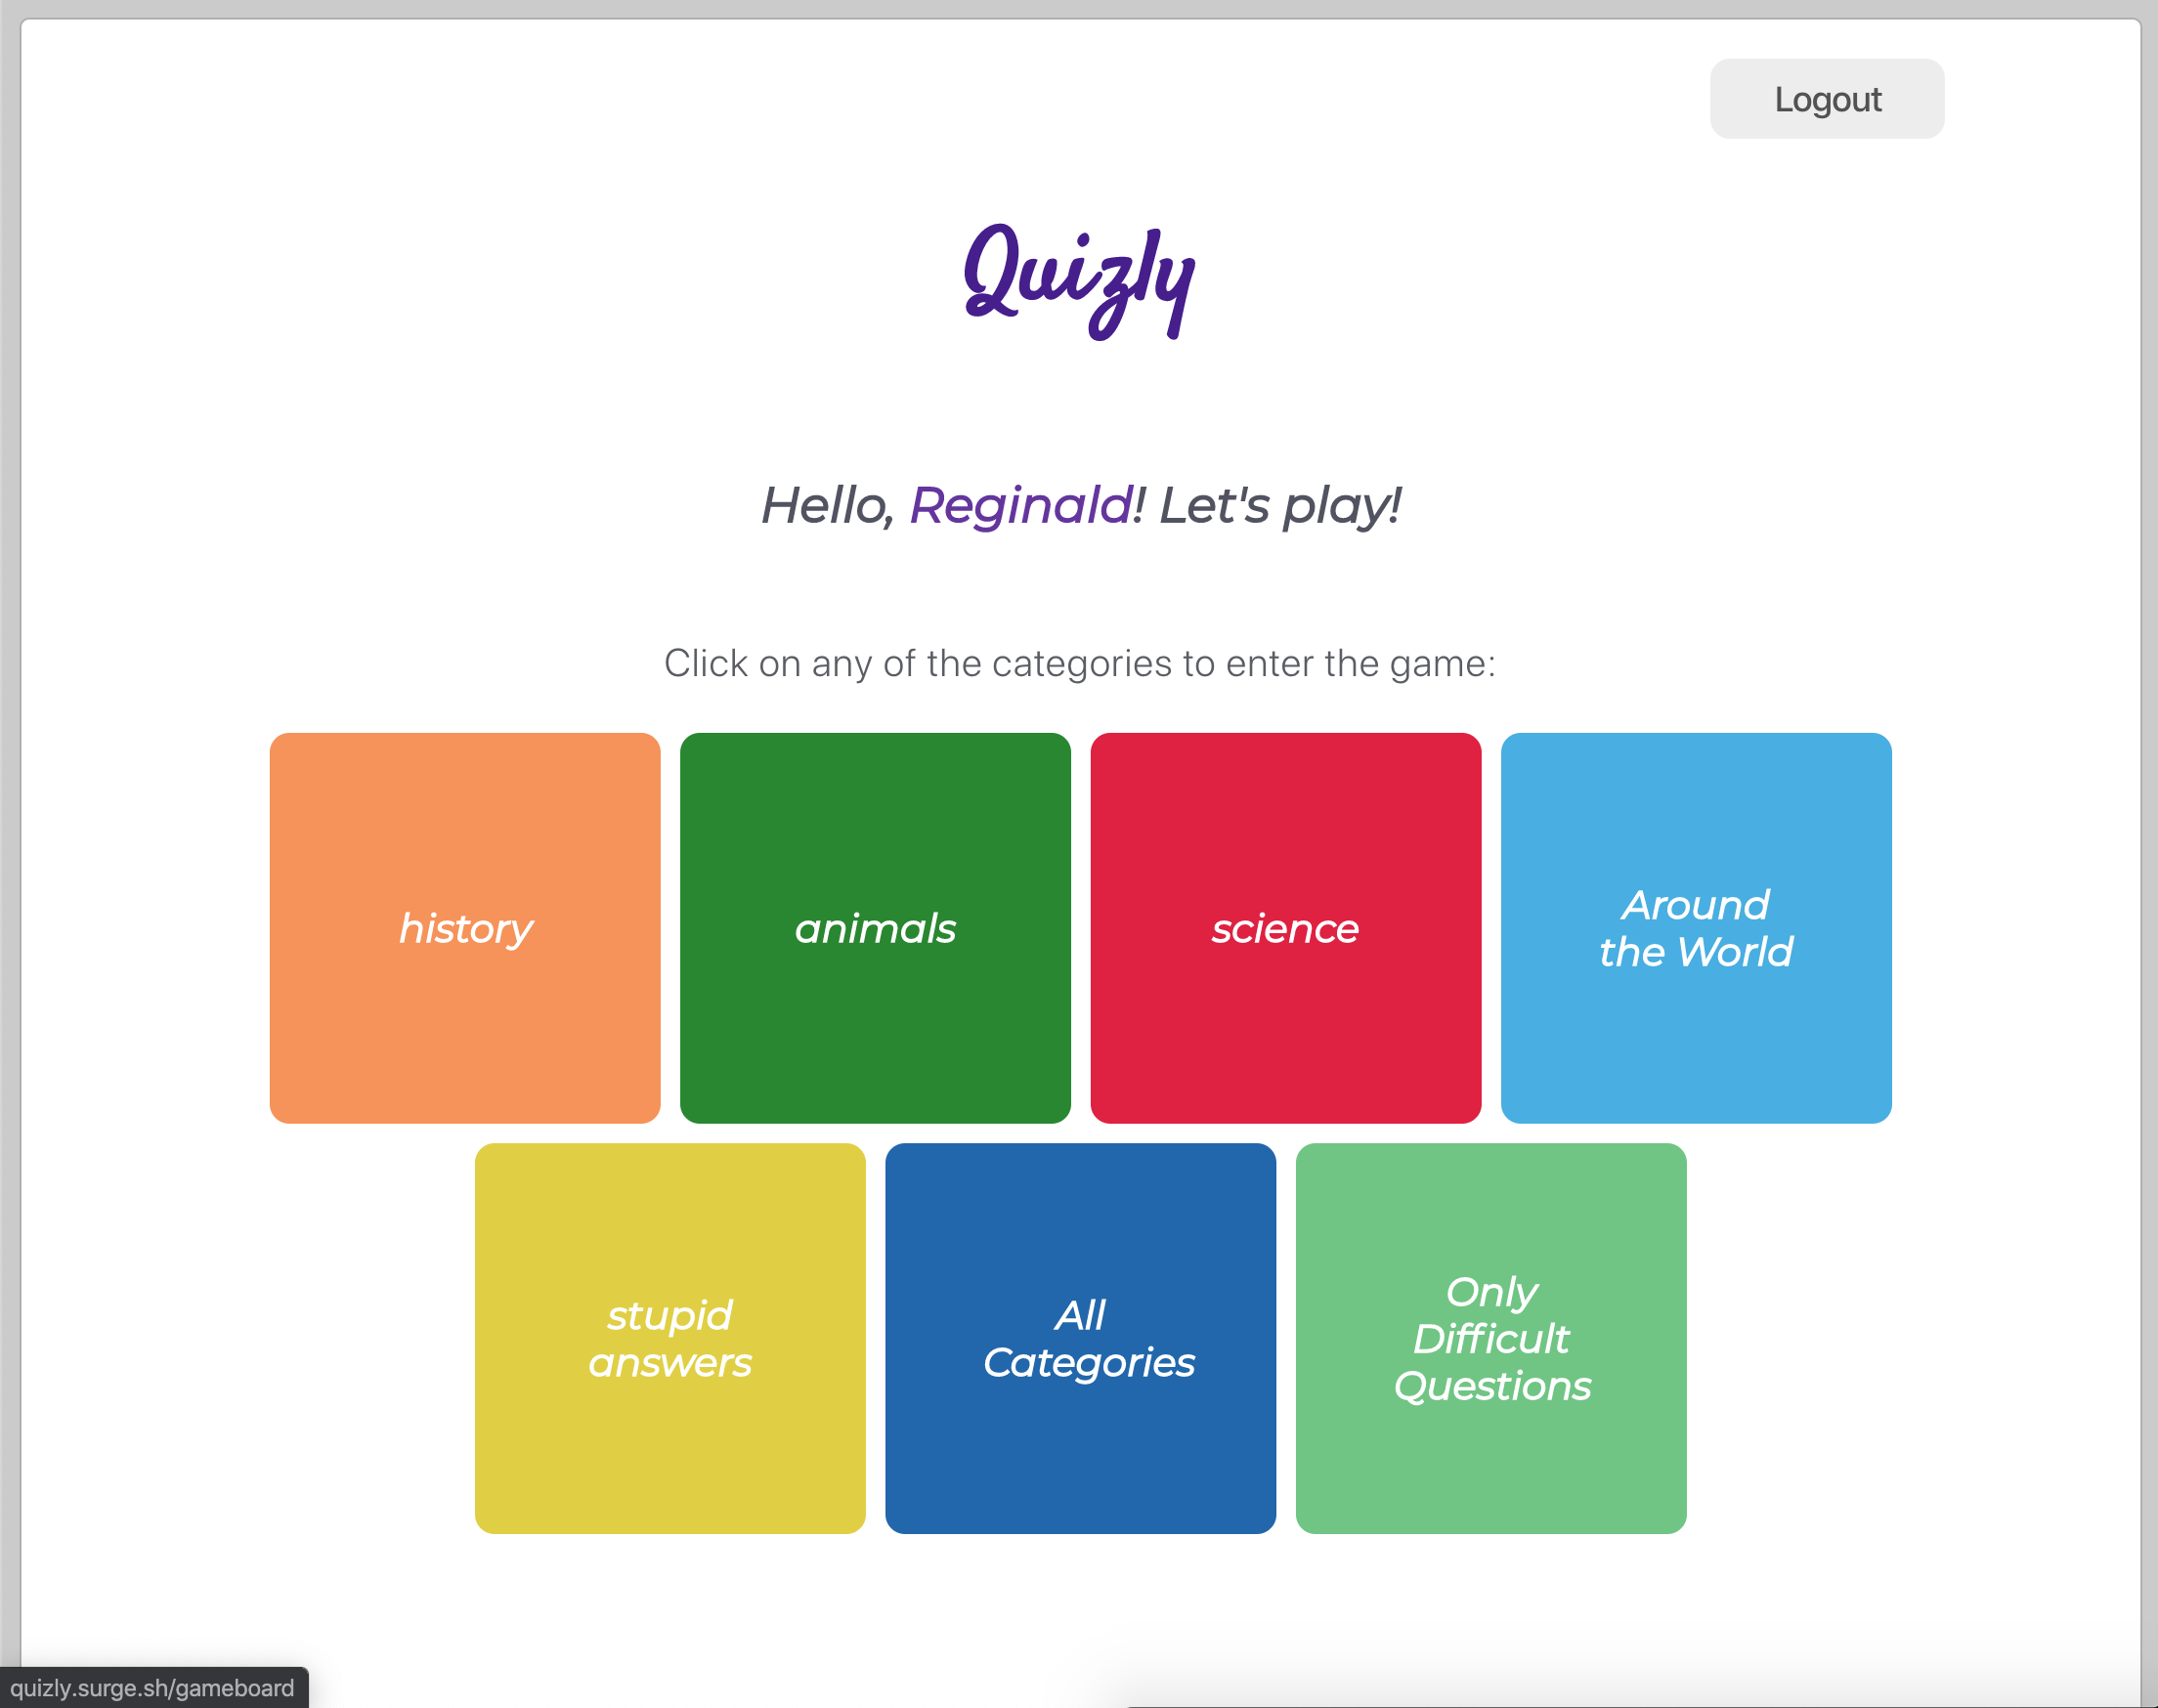 Logout
Quizly
Hello, Reginald! Let's play!
Click on any of the categories to enter the game:
history
animals
science
Around
the World
stupid
answers
All
Categories
Only
Difficult
Questions
quizly.surge.sh/gameboard